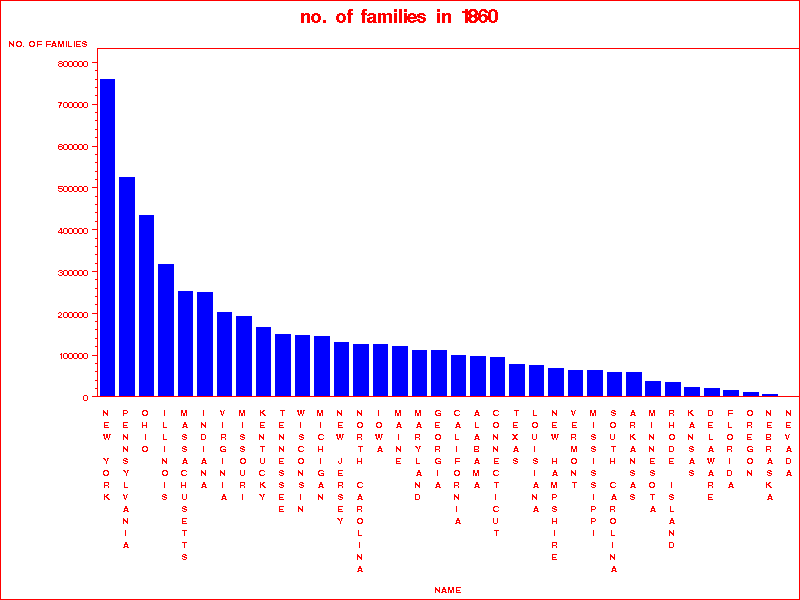 no. of families in 1860
NO. OF FAMILIES
800000
700000
600000
500000
400000
300000
200000
100000
0
NEW YORK
PENNSYLVANIA
OHIO
ILLINOIS
MASSACHUSETTS
INDIANA
VIRGINIA
MISSOURI
KENTUCKY
TENNESSEE
WISCONSIN
MICHIGAN
NEW JERSEY
NORTH CAROLINA
IOWA
MAINE
MARYLAND
GEORGIA
CALIFORNIA
ALABAMA
CONNECTICUT
TEXAS
LOUISIANA
NEW HAMPSHIRE
VERMONT
MISSISSIPPI
SOUTH CAROLINA
ARKANSAS
MINNESOTA
RHODE ISLAND
KANSAS
DELAWARE
FLORIDA
OREGON
NEBRASKA
NEVADA
NAME